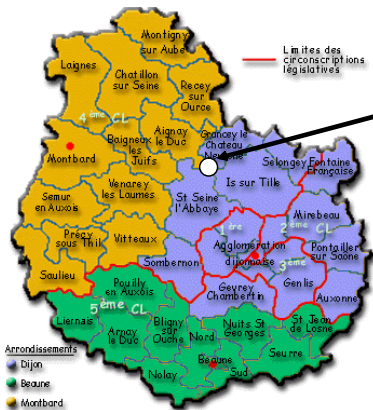 Montigny
sur Aube
Limites des
circonscriptions
législatives
Laignes
Chatillon
sur Seine
Recey
sur
Ource
4ème CL
Montbard
Baigneux
les
Juifs
Aignay
le Duc
Grancey le
Chateau
Selongey
Fontaine
Française
Is sur Tille
Venarey
les Laumes
St Seine
l'Abbaye
Semur
en Auxois
Mirebeau
1ère
2ème CL
Précy
sous Thil
Vitteaux
Agglomération
dijonnaise
Pontailler
sur Saone
3ème
Sombernon
Saulieu
Pouilly
en Auxois
Gevrey
Chambertin
Genlis
Auxonne
5ème CL
Liernais
Arnay
le Duc
Bligny
sur
Ouche
Nord
Nuits St
Georges
St Jean
de Losne
Beaune
Sud
Seurre
Nolay
Arrondissements
Dijon
Beaune
Montbard